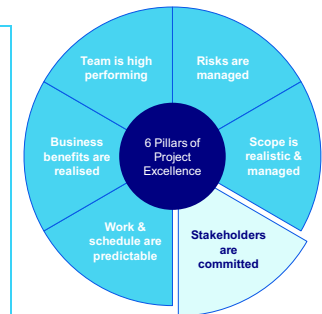 Team is high
performing
Risks are
managed
Business
benefits are
realised
6 Pillars of
Project
Excellence
Scope is
realistic &
managed
Work &
schedule are
predictable
Stakeholders
are
committed